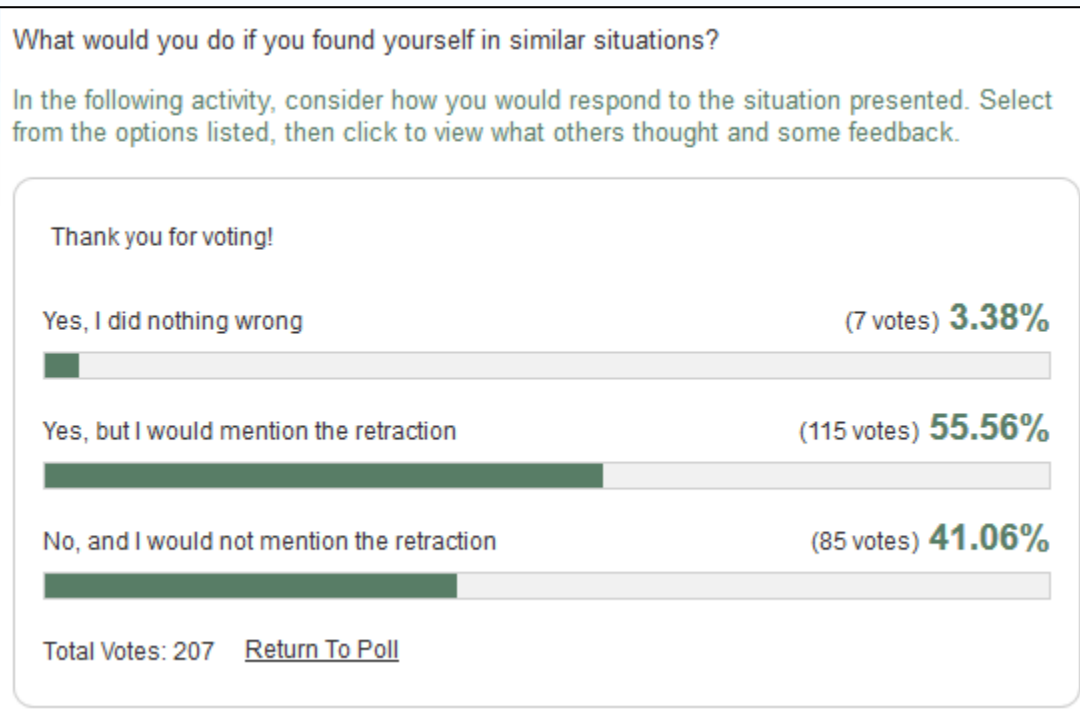 What would you do if you found yourself in similar situations?
In the following activity, consider how you would respond to the situation presented. Select
from the options listed, then click to view what others thought and some feedback.
Thank you for voting!
Yes, I did nothing wrong (7 votes) 3.38%
Yes, but I would mention the retraction (115 votes) 55.56%
No, and I would not mention the retraction (85 votes) 41.06%
Total Votes: 207 Return To Poll